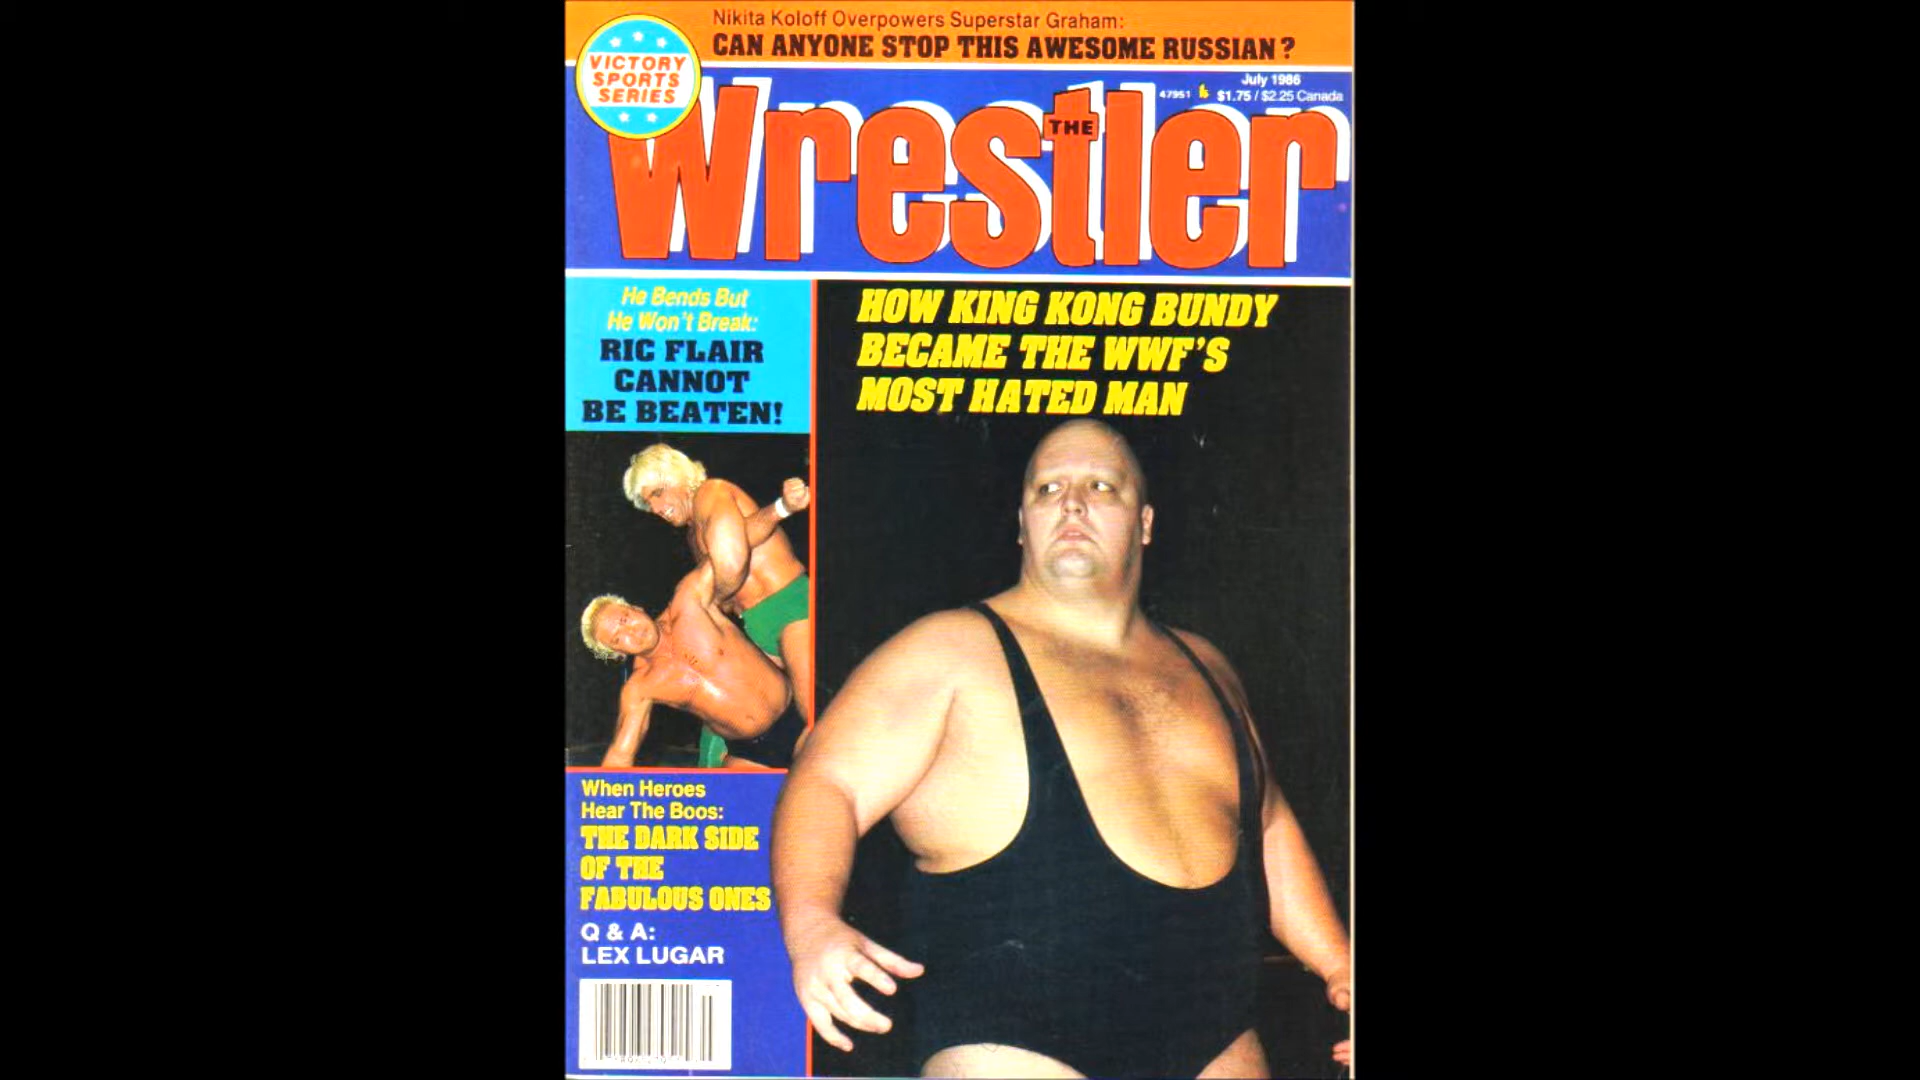 Nikita Koloff Overpowers Superstar Graham:
CAN ANYONE STOP THIS AWESOME RUSSIAN?
VICTORY
SPORTS
SERIES
July 1986
47951 $1.75 / $2.25 Canada
THE
Wrestler
He Bends But
He Won't Break:
RIC FLAIR
CANNOT
BE BEATEN!
HOW KING KONG BUNDY
BECAME THE WWF'S
MOST HATED MAN
When Heroes
Hear The Boos:
THE DARK SIDE
OF THE
FABULOUS ONES
Q & A:
LEX LUGAR